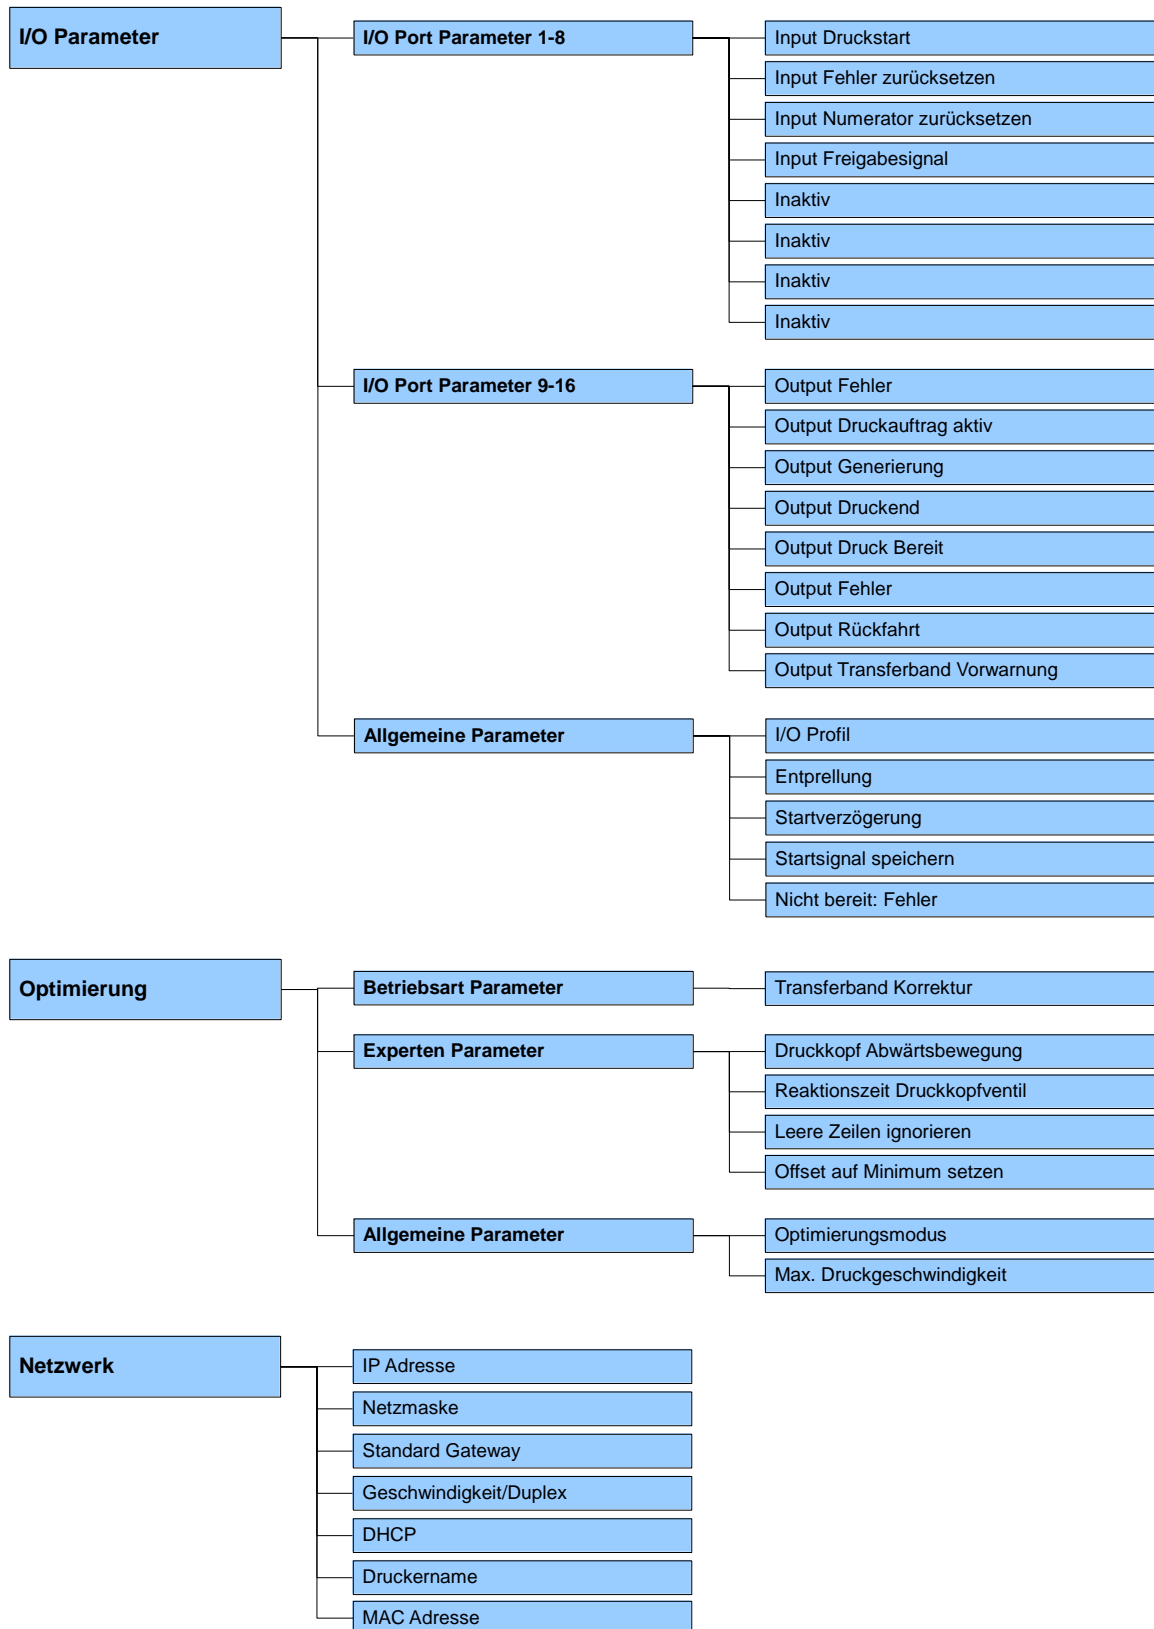 I/O Parameter
I/O Port Parameter 1-8
Input Druckstart
Input Fehler zurücksetzen
Input Numerator zurücksetzen
Input Freigabesignal
Inaktiv
Inaktiv
Inaktiv
Inaktiv
I/O Port Parameter 9-16
Output Fehler
Output Druckauftrag aktiv
Output Generierung
Output Druckend
Output Druck Bereit
Output Fehler
Output Rückfahrt
Output Transferband Vorwarnung
Allgemeine Parameter
I/O Profil
Entprellung
Startverzögerung
Startsignal speichern
Nicht bereit: Fehler
Optimierung
Betriebsart Parameter
Transferband Korrektur
Experten Parameter
Druckkopf Abwärtsbewegung
Reaktionszeit Druckkopfventil
Leere Zeilen ignorieren
Offset auf Minimum setzen
Allgemeine Parameter
Optimierungsmodus
Max. Druckgeschwindigkeit
Netzwerk
IP Adresse
Netzmaske
Standard Gateway
Geschwindigkeit/Duplex
DHCP
Druckername
MAC Adresse